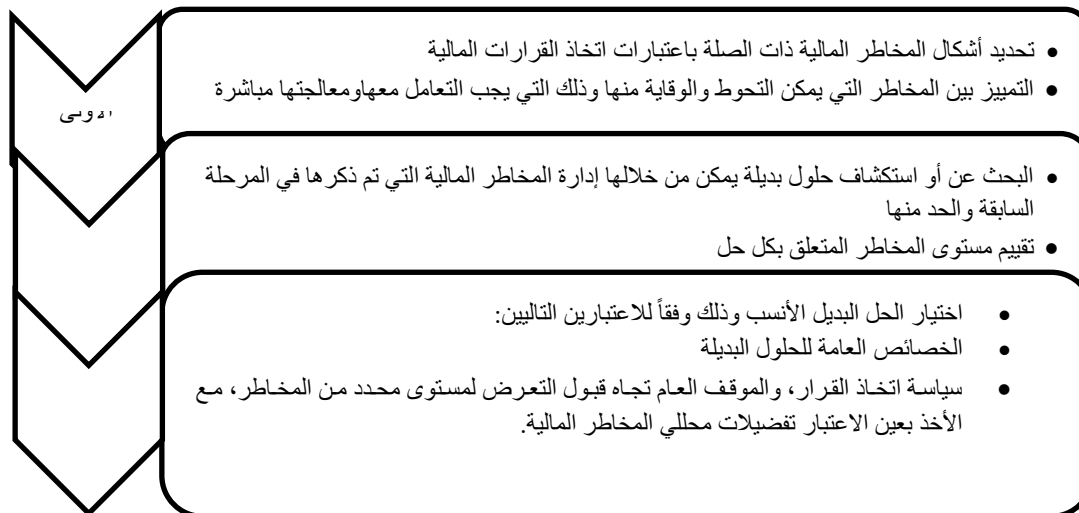 • تحديد أشكال المخاطر المالية ذات الصلة باعتبارات اتخاذ القرارات المالية
• التمييز بين المخاطر التي يمكن التحوط والوقاية منها وذلك التي يجب التعامل معهاومعالجتها مباشرة
• البحث عن أو استكشاف حلول بديلة يمكن من خلالها إدارة المخاطر المالية التي تم ذكرها في المرحلة
السابقة والحد منها
• تقييم مستوى المخاطر المتعلق بكل حل
• اختيار الحل البديل الأنسب وذلك وفقاً للاعتبارين التاليين:
• الخصائص العامة للحلول البديلة
• سياسة اتخاذ القرار، والموقف العام تجاه قبول التعرض لمستوى محدد من المخاطر، مع
الأخذ بعين الاعتبار تفضيلات محللي المخاطر المالية.